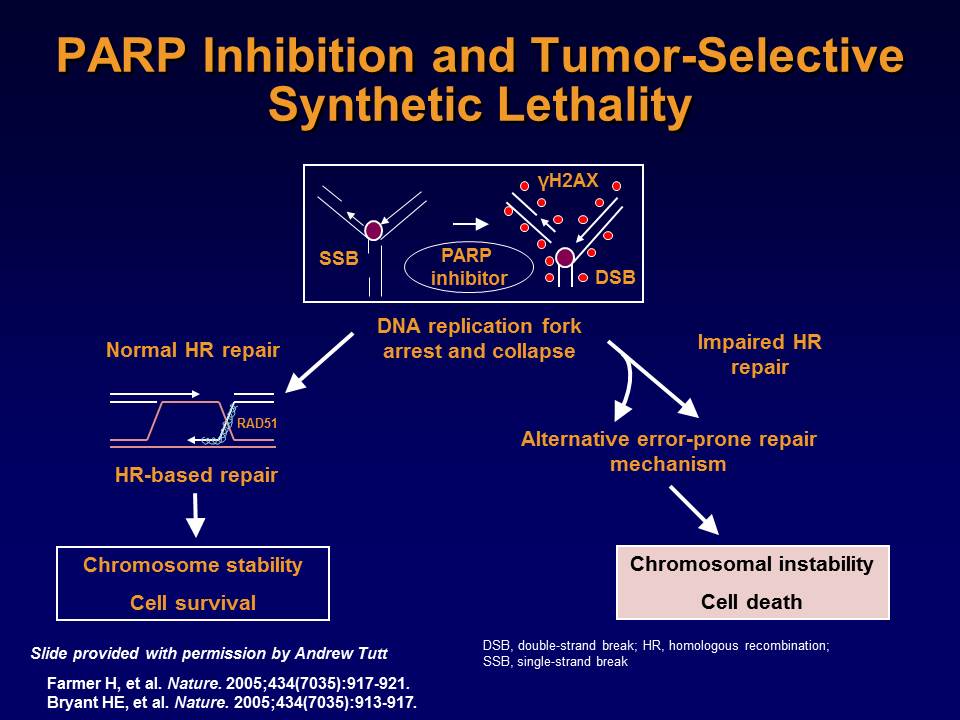 PARP Inhibition and Tumor-Selective
Synthetic Lethality
γH2AX
SSB
PARP
inhibitor
DSB
DNA replication fork
arrest and collapse
Normal HR repair
Impaired HR
repair
RAD51
HR-based repair
Alternative error-prone repair
mechanism
Chromosome stability
Cell survival
Chromosomal instability
Cell death
Slide provided with permission by Andrew Tutt
DSB, double-strand break; HR, homologous recombination;
SSB, single-strand break
Farmer H, et al. Nature. 2005;434(7035):917-921.
Bryant HE, et al. Nature. 2005;434(7035):913-917.